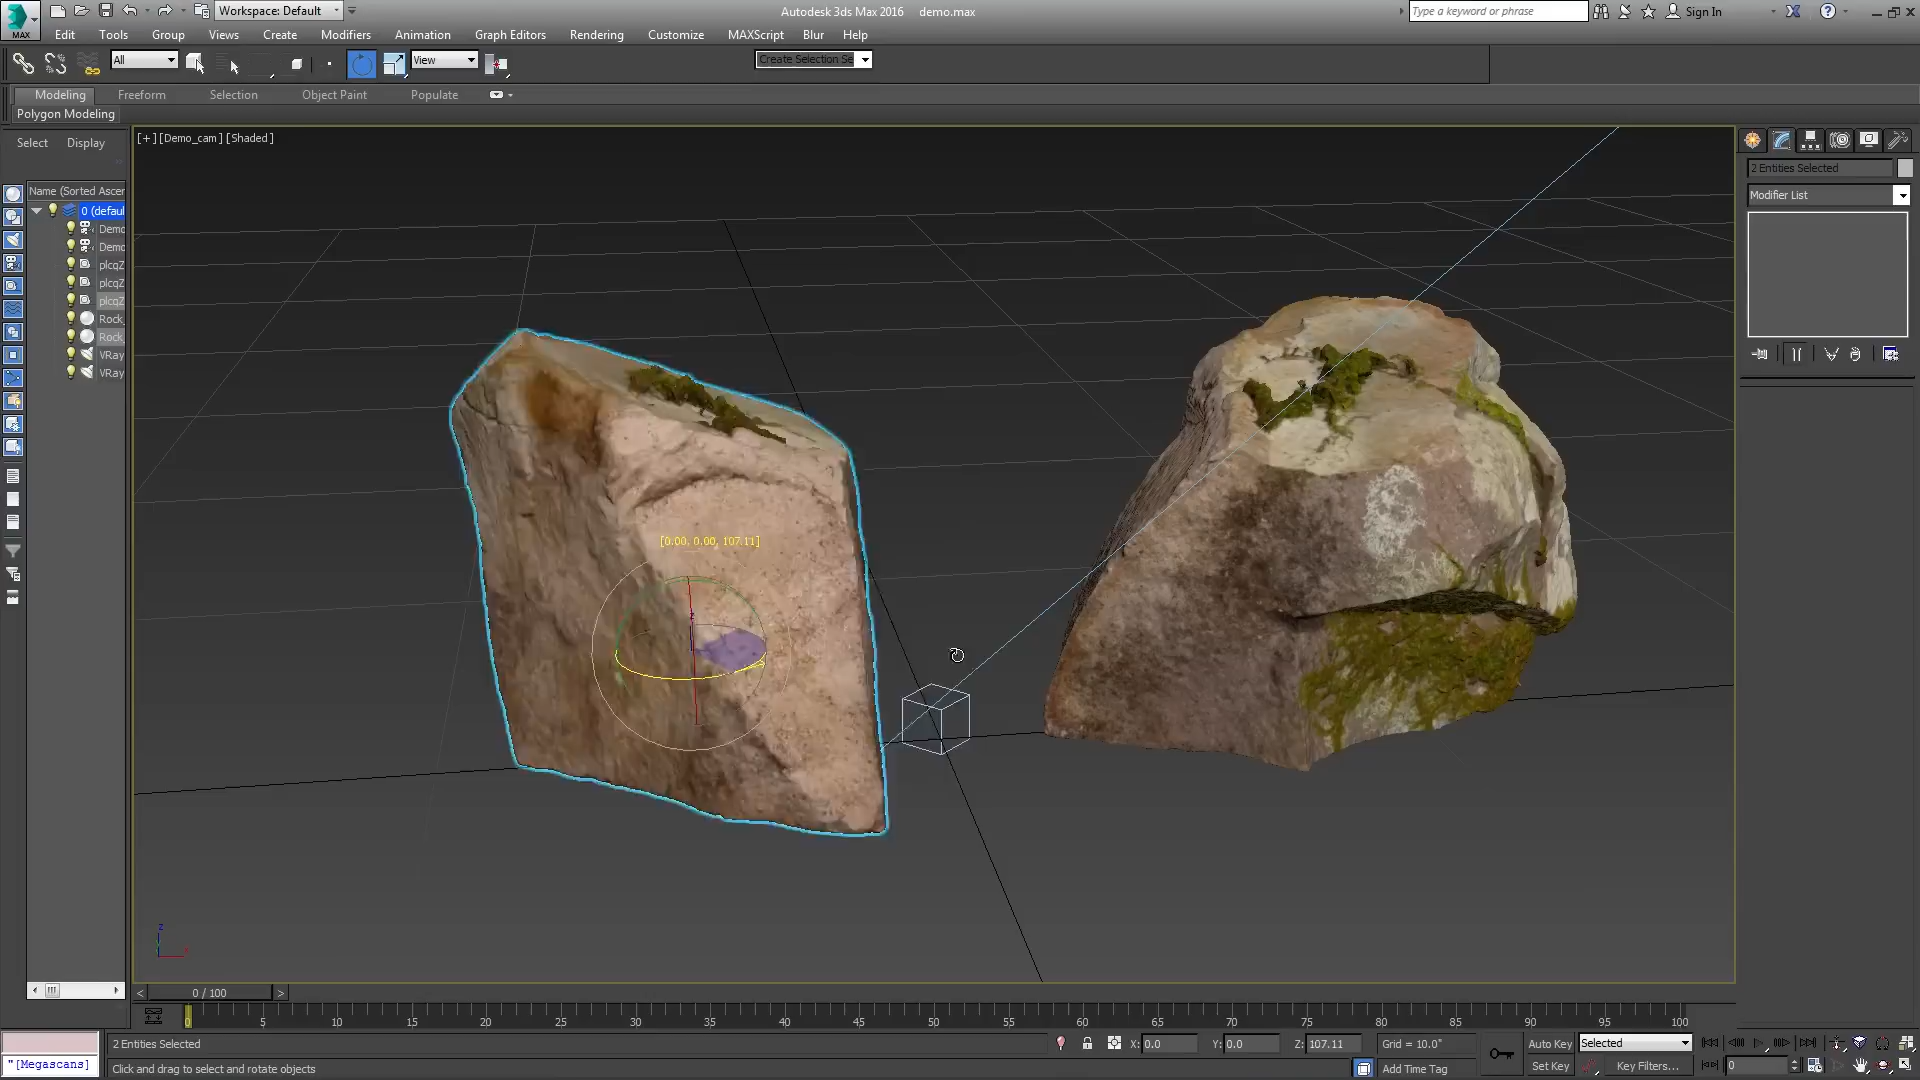 MAX
Workspace: Default
Autodesk 3ds Max 2016 demo.max
Type a keyword or phrase
Sign In
Edit Tools Group Views Create Modifiers Animation Graph Editors Rendering Customize MAXScript Blur Help
All
View
Create Selection Se
Modeling Freeform Selection Object Paint Populate
Polygon Modeling
Select Display
[+][Demo_cam][Shaded]
2 Entities Selected
Modifier List
Name (Sorted Ascer
0 (defaul
Demo
Demo
plcqZ
plcqZ
plcqZ
Rock_
Rock_
VRay
VRay
[0.00, 0.00, 107.11]
z
z
0 / 100
0 5 10 15 20 25 30 35 40 45 50 55 60 65 70 75 80 85 90 95 100
2 Entities Selected
X: 0.0 Y: 0.0 Z: 107.11 Grid = 10.0"
Auto Key Selected
"[Megascans]
Click and drag to select and rotate objects
Add Time Tag
Set Key Key Filters...
0